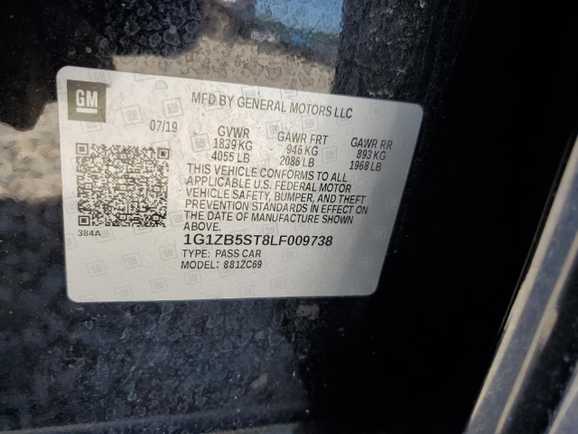 GM
MFD BY GENERAL MOTORS LLC
07/19 GVWR GAWR FRT GAWR RR
1839 KG 946 KG 893 KG
4055 LB 2086 LB 1968 LB
THIS VEHICLE CONFORMS TO ALL
APPLICABLE U.S. FEDERAL MOTOR
VEHICLE SAFETY, BUMPER, AND THEFT
PREVENTION STANDARDS IN EFFECT ON
THE DATE OF MANUFACTURE SHOWN
ABOVE.
384A
1G1ZB5ST8LF009738
TYPE: PASS CAR
MODEL: 881ZC69